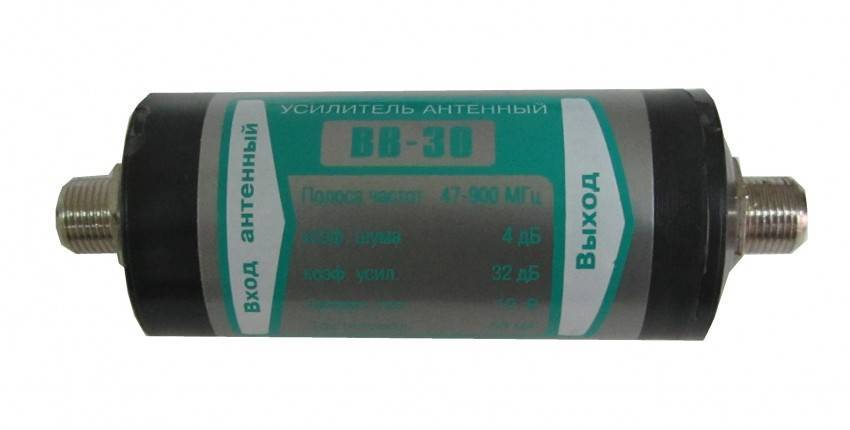 УСИЛИТЕЛЬ АНТЕННЫЙ
ВВ-30
Полоса частот 47-900 МГц
коэф. шума 4 дБ
коэф. усил 32 дБ
Вход антенный
Выход